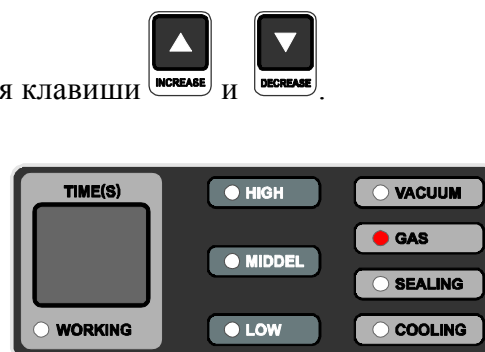 я клавиши INCREASE и DECREASE.
TIME(S)
WORKING
HIGH
MIDDEL
LOW
VACUUM
GAS
SEALING
COOLING